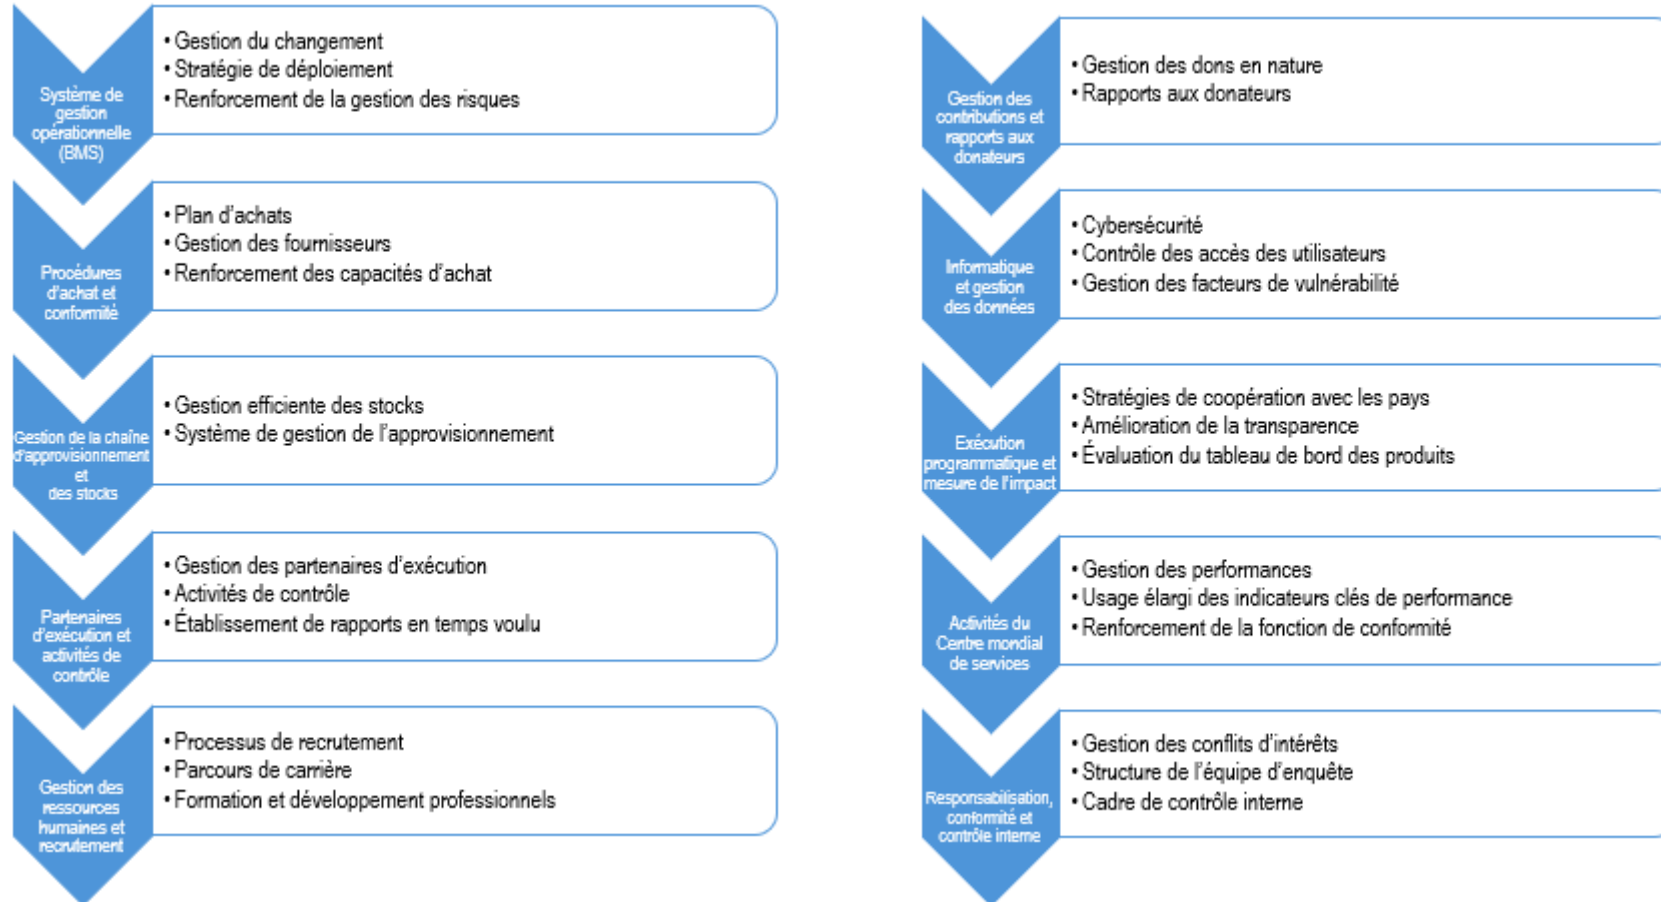 Système de
gestion
opérationnelle
(BMS)
• Gestion du changement
• Stratégie de déploiement
• Renforcement de la gestion des risques
Procédures
d'achat et
conformité
• Plan d'achats
• Gestion des fournisseurs
• Renforcement des capacités d'achat
Gestion de la chaîne
d'approvisionnement
et
des stocks
• Gestion efficiente des stocks
• Système de gestion de l'approvisionnement
Partenaires
d'exécution et
activités de
contrôle
• Gestion des partenaires d'exécution
• Activités de contrôle
• Établissement de rapports en temps voulu
Gestion des
ressources
humaines et
recrutement
• Processus de recrutement
• Parcours de carrière
• Formation et développement professionnels
Gestion des
contributions et
rapports aux
donateurs
• Gestion des dons en nature
• Rapports aux donateurs
Informatique
et gestion
des données
• Cybersécurité
• Contrôle des accès des utilisateurs
• Gestion des facteurs de vulnérabilité
Exécution
programmatique et
mesure de l'impact
• Stratégies de coopération avec les pays
• Amélioration de la transparence
• Évaluation du tableau de bord des produits
Activités du
Centre mondial
de services
• Gestion des performances
• Usage élargi des indicateurs clés de performance
• Renforcement de la fonction de conformité
Responsabilisation,
conformité et
contrôle interne
• Gestion des conflits d'intérêts
• Structure de l'équipe d'enquête
• Cadre de contrôle interne